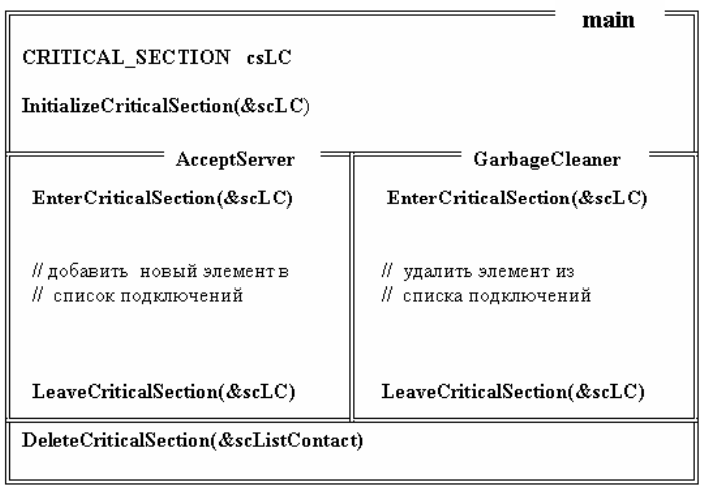 main
CRITICAL_SECTION csLC
InitializeCriticalSection(&scLC)
AcceptServer
GarbageCleaner
EnterCriticalSection(&scLC)
EnterCriticalSection(&scLC)
// добавить новый элемент в
// список подключений
// удалить элемент из
// списка подключений
LeaveCriticalSection(&scLC)
LeaveCriticalSection(&scLC)
DeleteCriticalSection(&scListContact)